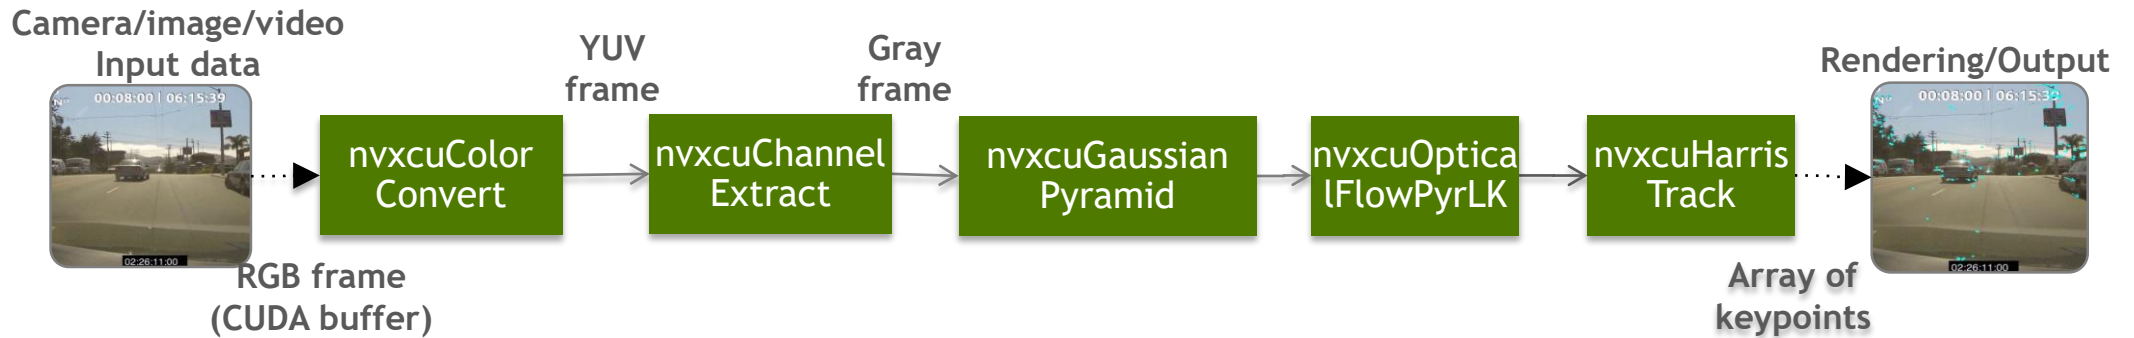 Camera/image/video
Input data
00:08:00 | 06:15:39
02:26:11:00
RGB frame
(CUDA buffer)
nvxcuColor
Convert
YUV
frame
nvxcuChannel
Extract
Gray
frame
nvxcuGaussian
Pyramid
nvxcuOptica
lFlowPyrLK
nvxcuHarris
Track
Array of
keypoints
Rendering/Output
00:08:00 | 06:15:39
02:26:11:00